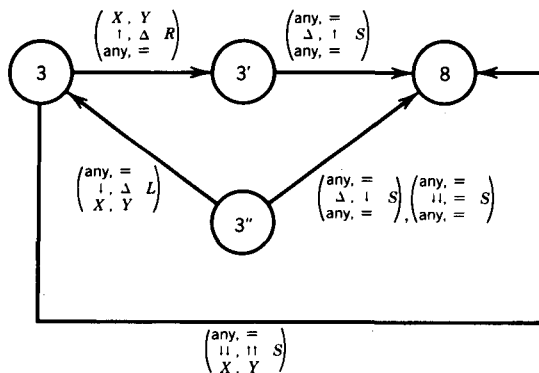 X, Y
↑, Δ R
any, =
any, =
Δ, ↑ S
any, =
3
3′
8
any, =
↓, Δ L
X, Y
3″
any, =
Δ, ↓ S
any, =
,
any, =
↓↓, = S
any, =
any, =
↓↓, ↑↑ S
X, Y